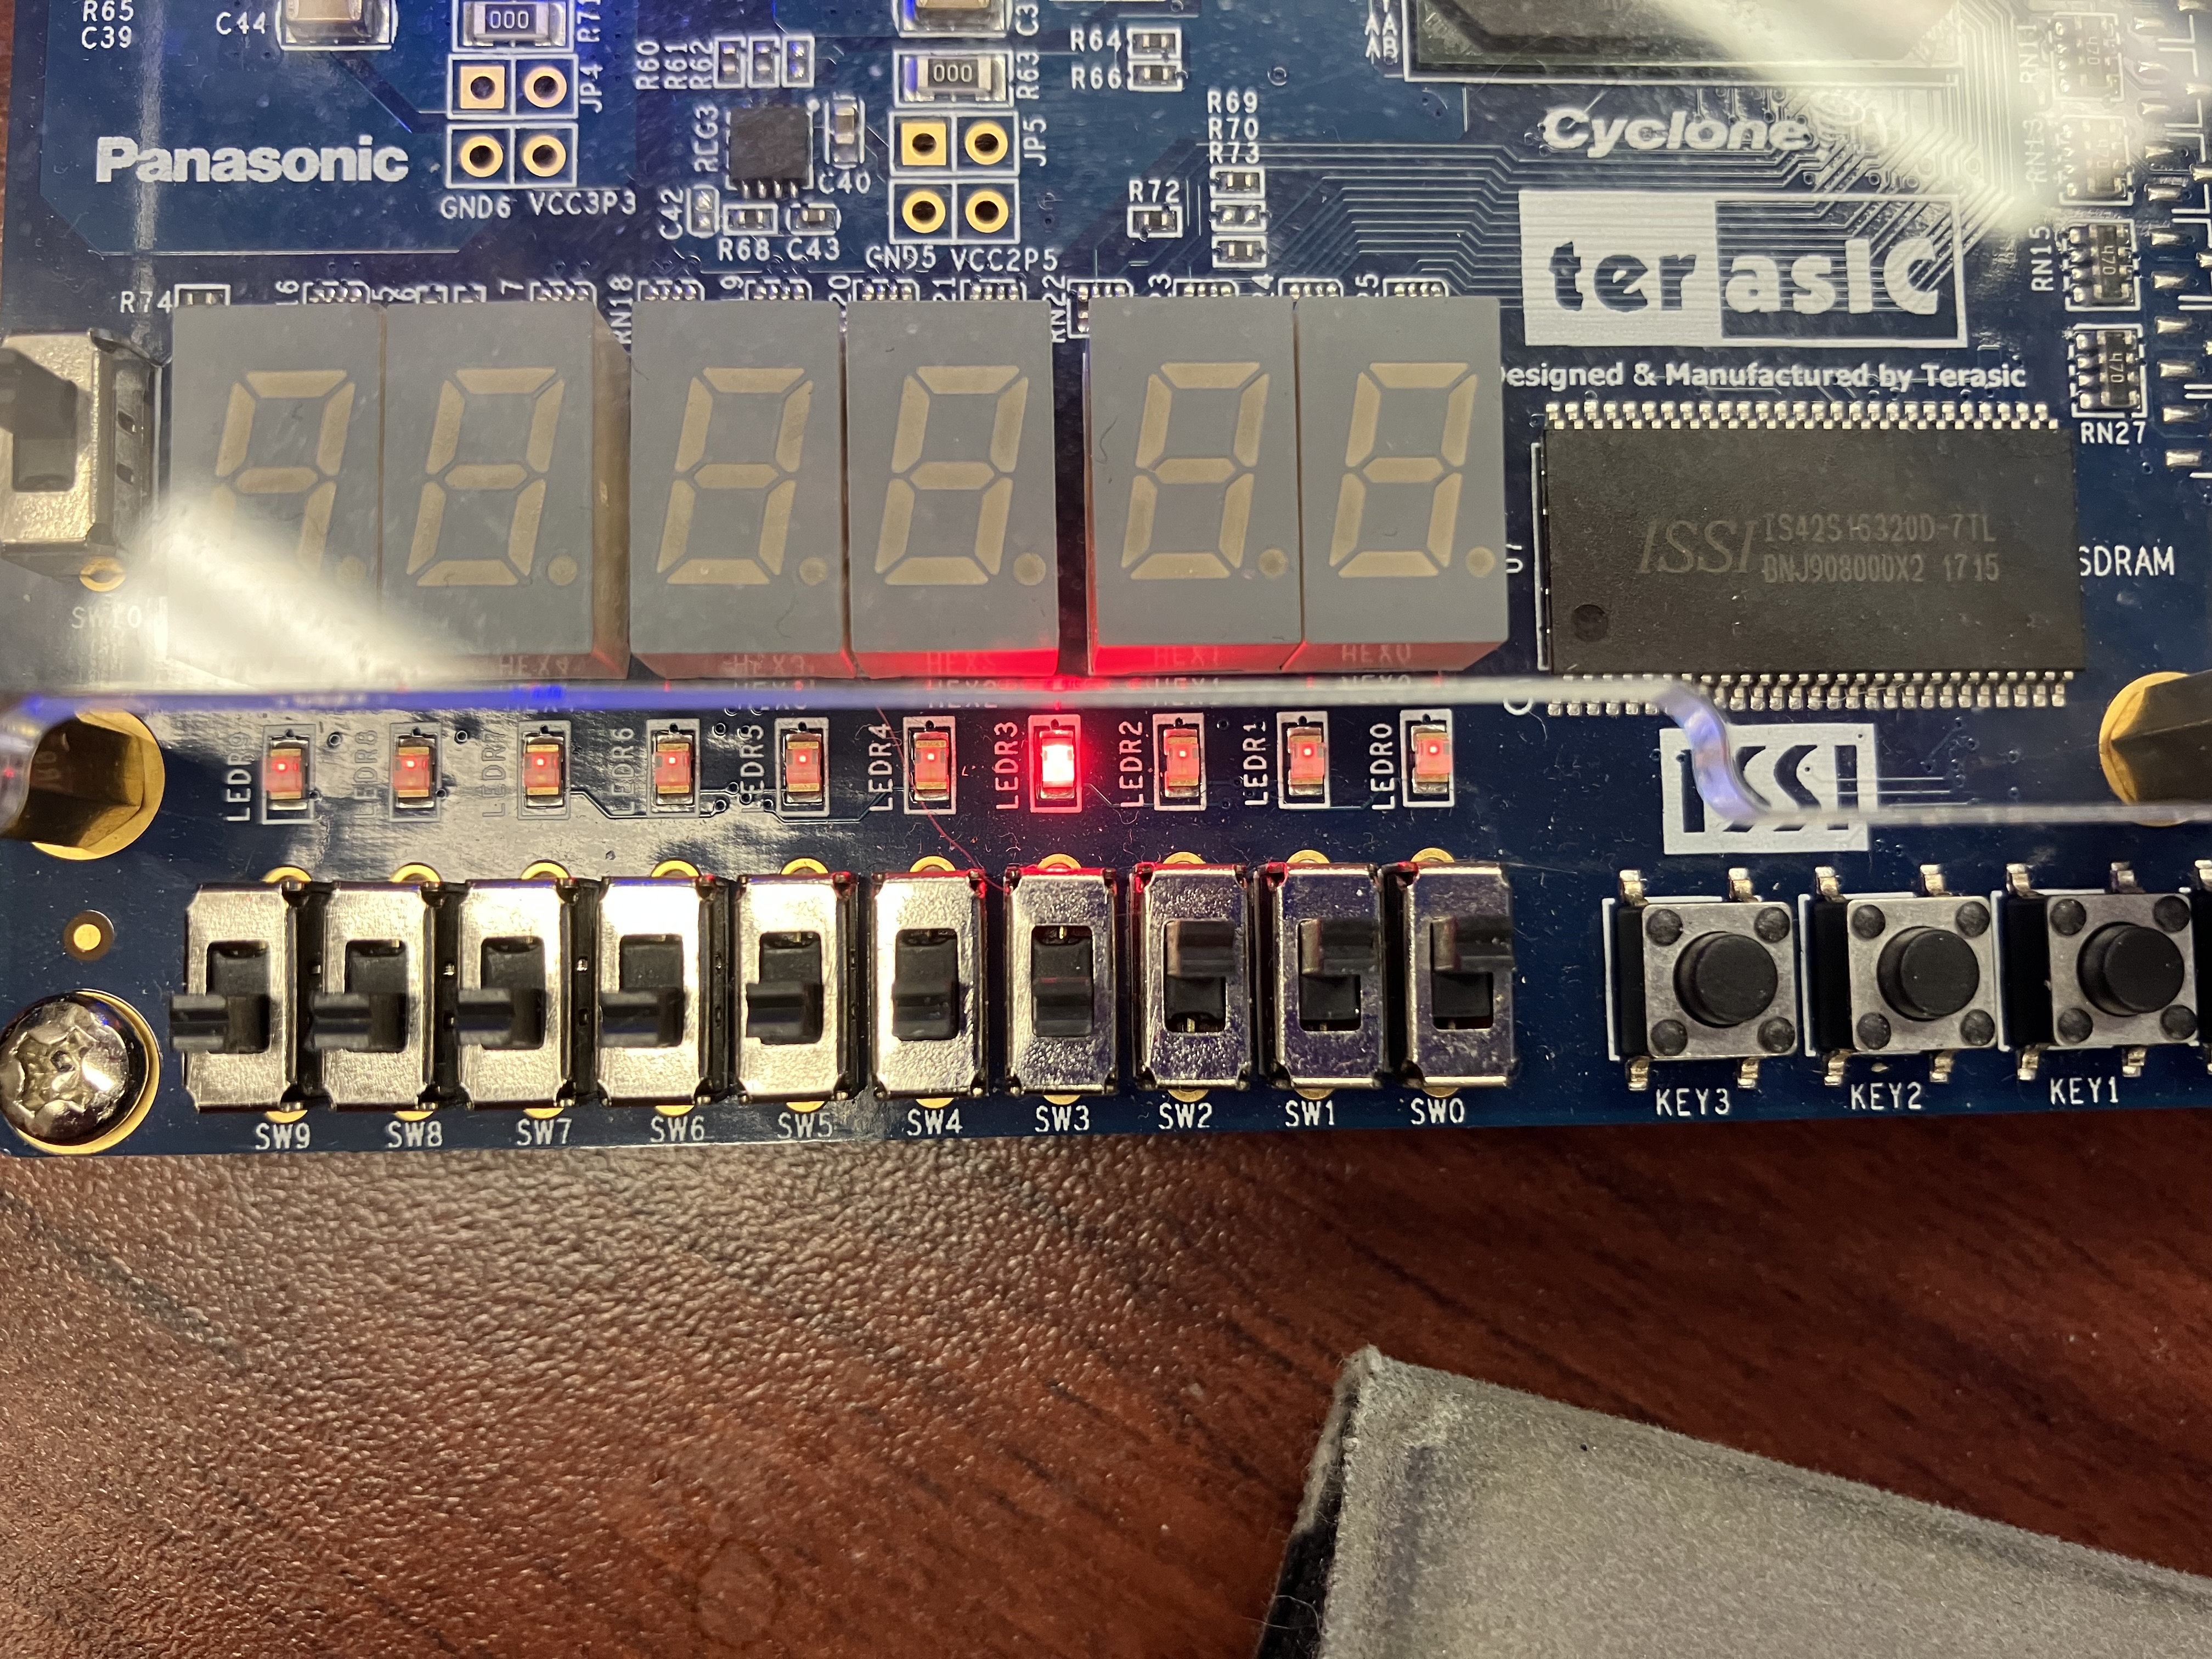 R65
C39
C44
000
R71
JP4
Panasonic
GND6 VCC3P3
R60
R61
R62
REG3
C40
C42
R68 C43
000
R63
JP5
GND5 VCC2P5
R64
R66
R69
R70
R73
R72
Cyclone
terasIC
Designed & Manufactured by Terasic
RN15
470
470
RN27
R74
RN18
RN22
SW10
ISSI IS42S16320D-7TL
BNJ908000X2 1715
SDRAM
U7
HEX4
HEX3
HEX2
HEX1
HEX0
LEDR9
LEDR8
LEDR7
LEDR6
LEDR5
LEDR4
LEDR3
LEDR2
LEDR1
LEDR0
ISSI
SW9
SW8
SW7
SW6
SW5
SW4
SW3
SW2
SW1
SW0
KEY3
KEY2
KEY1